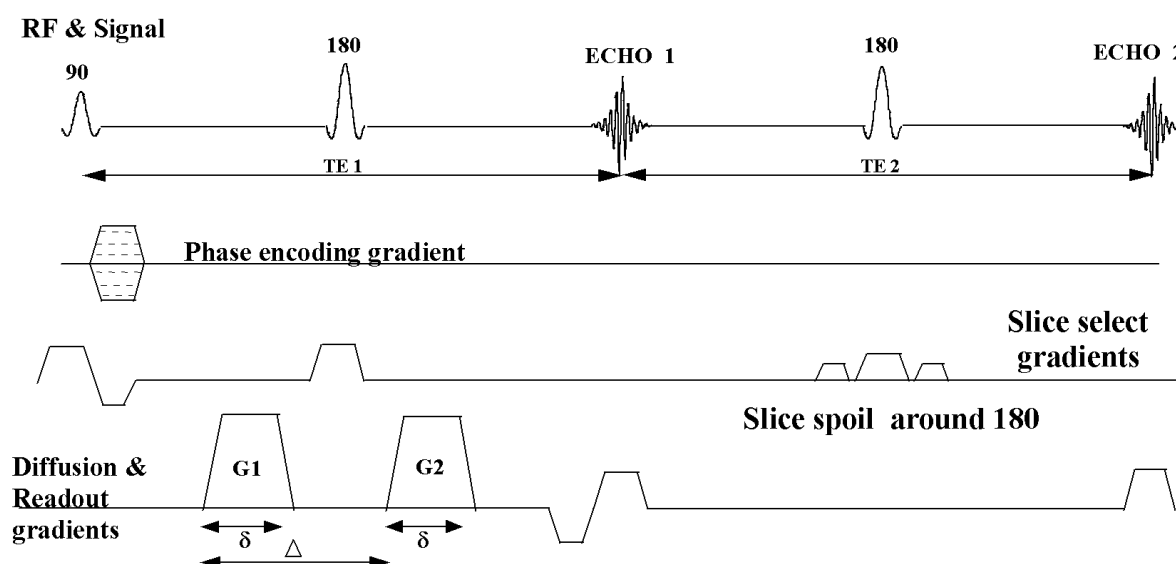 RF & Signal
90
180
ECHO 1
180
ECHO 2
TE 1
TE 2
Phase encoding gradient
Slice select
gradients
Slice spoil around 180
Diffusion &
Readout
gradients
G1
G2
δ
δ
Δ